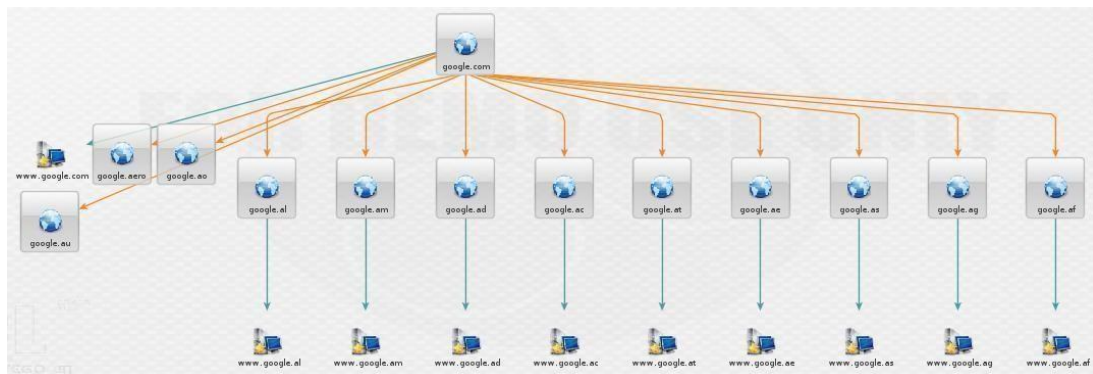 google.com
www.google.com
google.aero
google.ao
google.au
google.al
google.am
google.ad
google.ac
google.at
google.ae
google.as
google.ag
google.af
www.google.al
www.google.am
www.google.ad
www.google.ac
www.google.at
www.google.ae
www.google.as
www.google.ag
www.google.af